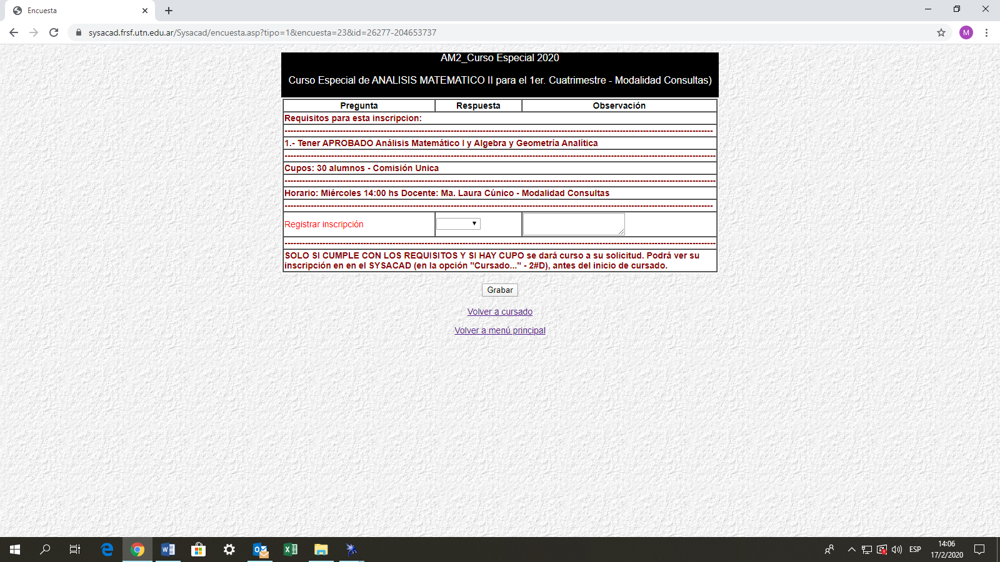 Encuesta
sysacad.frsf.utn.edu.ar/Sysacad/encuesta.asp?tipo=1&encuesta=23&id=26277-204653737
M
AM2_Curso Especial 2020
Curso Especial de ANALISIS MATEMATICO II para el 1er. Cuatrimestre - Modalidad Consultas)
Pregunta Respuesta Observación
Requisitos para esta inscripcion:
1.- Tener APROBADO Análisis Matemático I y Algebra y Geometría Analítica
Cupos: 30 alumnos - Comisión Unica
Horario: Miércoles 14:00 hs Docente: Ma. Laura Cúnico - Modalidad Consultas
Registrar inscripción
SOLO SI CUMPLE CON LOS REQUISITOS Y SI HAY CUPO se dará curso a su solicitud. Podrá ver su
inscripción en en el SYSACAD (en la opción "Cursado..." - 2#D), antes del inicio de cursado.
Grabar
Volver a cursado
Volver a menú principal
ESP
14:06
17/2/2020